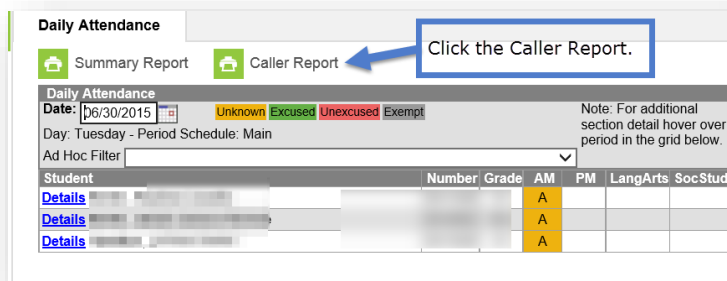 Daily Attendance
Summary Report Caller Report
Click the Caller Report.
Daily Attendance
Date: 06/30/2015 Unknown Excused Unexcused Exempt
Note: For additional
section detail hover over
period in the grid below.
Day: Tuesday - Period Schedule: Main
Ad Hoc Filter
Student Number Grade AM PM LangArts SocStud
Details A
Details A
Details A